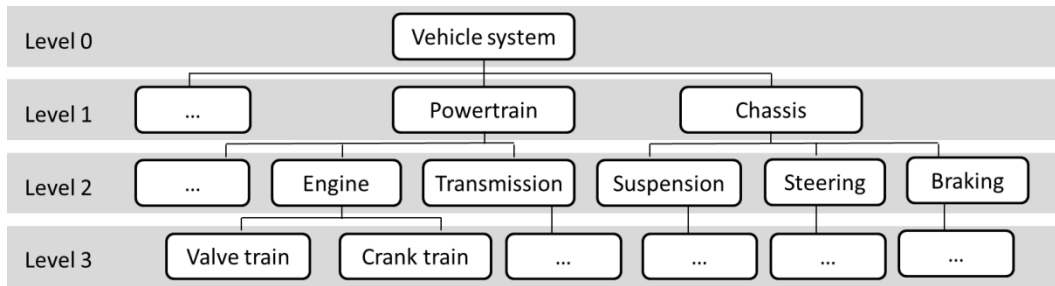 Level 0
Vehicle system
Level 1
...
Powertrain
Chassis
Level 2
...
Engine
Transmission
Suspension
Steering
Braking
Level 3
Valve train
Crank train
...
...
...
...